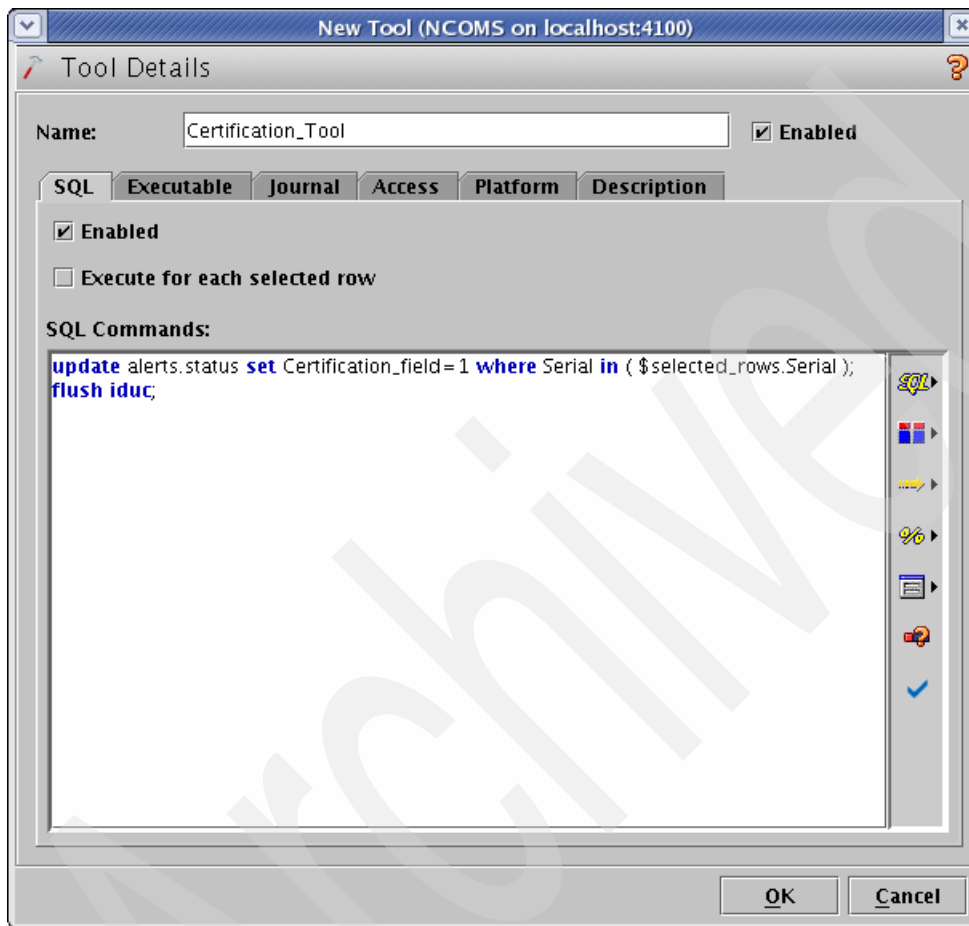 New Tool (NCOMS on localhost:4100)
Tool Details
Name: Certification_Tool Enabled
SQL Executable Journal Access Platform Description
Enabled
Execute for each selected row
SQL Commands:
update alerts.status set Certification_field=1 where Serial in ( $selected_rows.Serial );
flush iduc;
SQL
%
OK Cancel
Archived